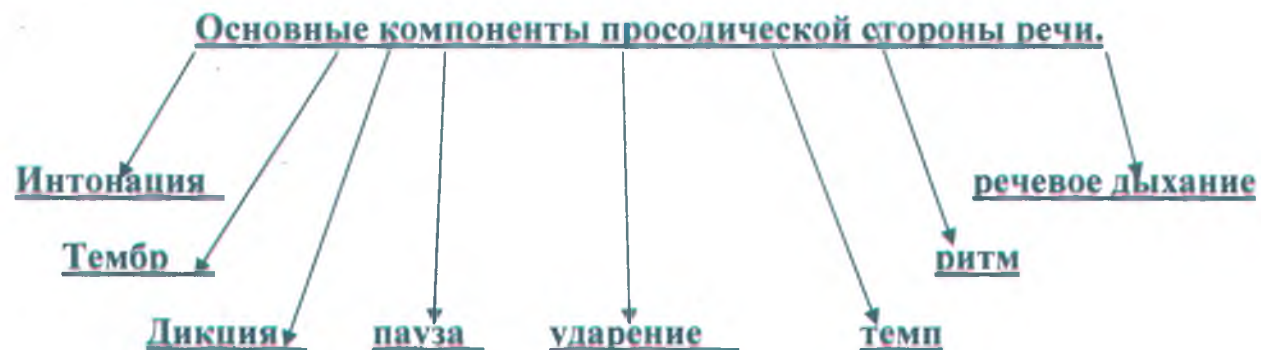 Основные компоненты просодической стороны речи.
Интонация
речевое дыхание
Тембр
ритм
Дикция
пауза
ударение
темп